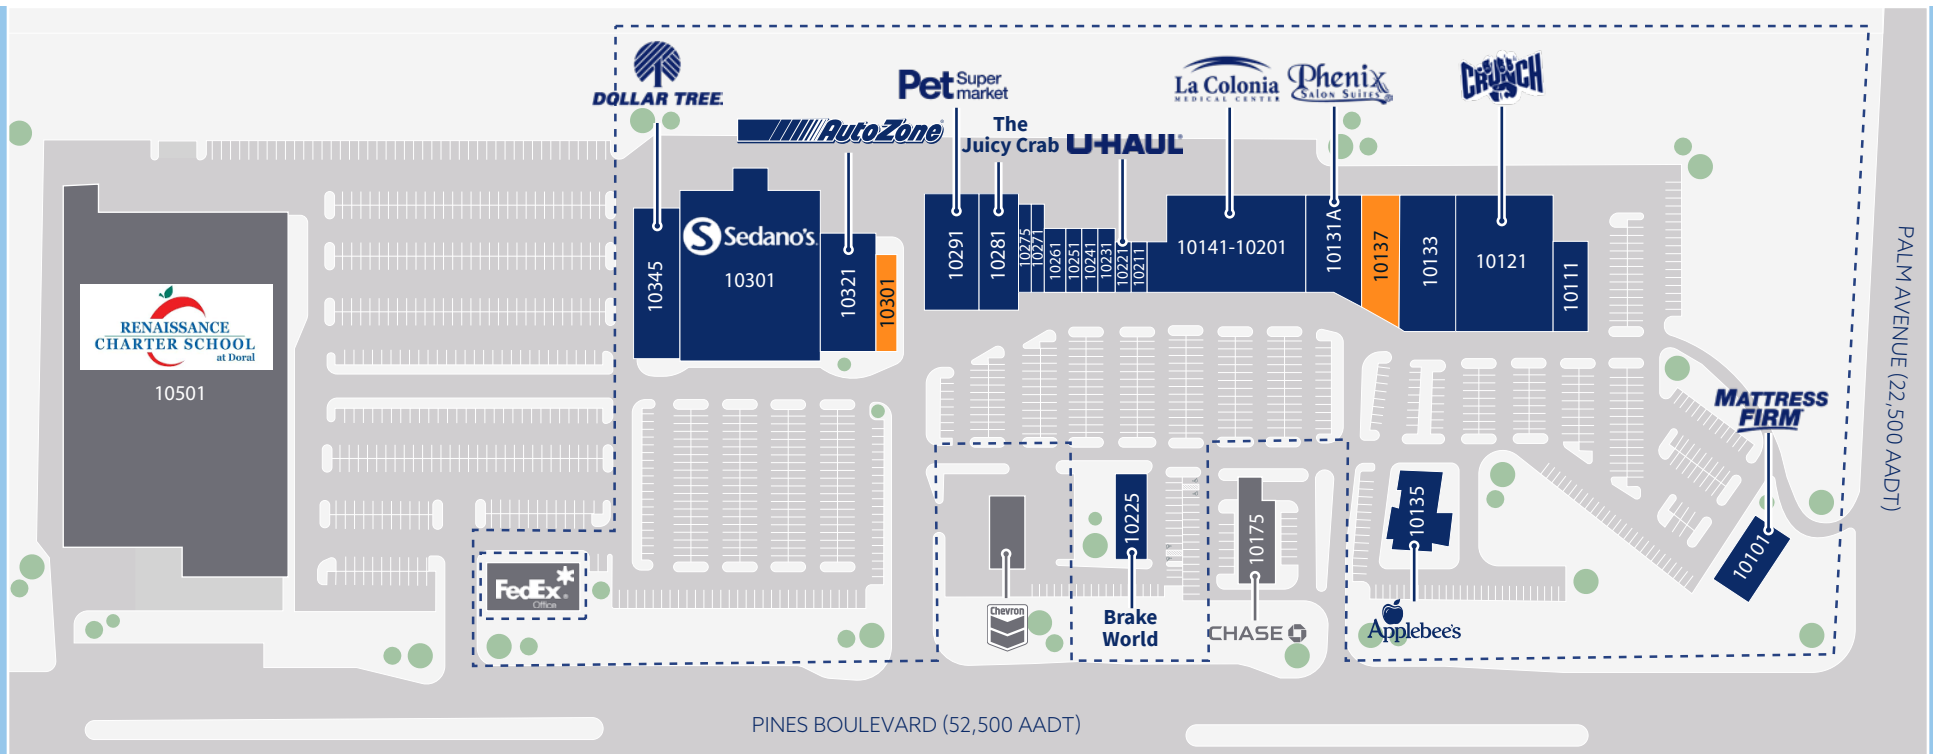 DOLLAR TREE
AutoZone
Pet Super
market
The
Juicy Crab
U-HAUL
La Colonia
MEDICAL CENTER
Phenix
SALON SUITES
CRUNCH
Sedano's
10345
10301
10321
10301
10291
10281
10275
10271
10261
10251
10241
10231
10221
10211
10141-10201
10131A
10137
10133
10121
10111
RENAISSANCE
CHARTER SCHOOL
at Doral
10501
PALM AVENUE (22,500 AADT)
MATTRESS
FIRM
10101
10225
10175
10135
FedEx
Office
Chevron
Brake
World
CHASE
Applebee's
PINES BOULEVARD (52,500 AADT)